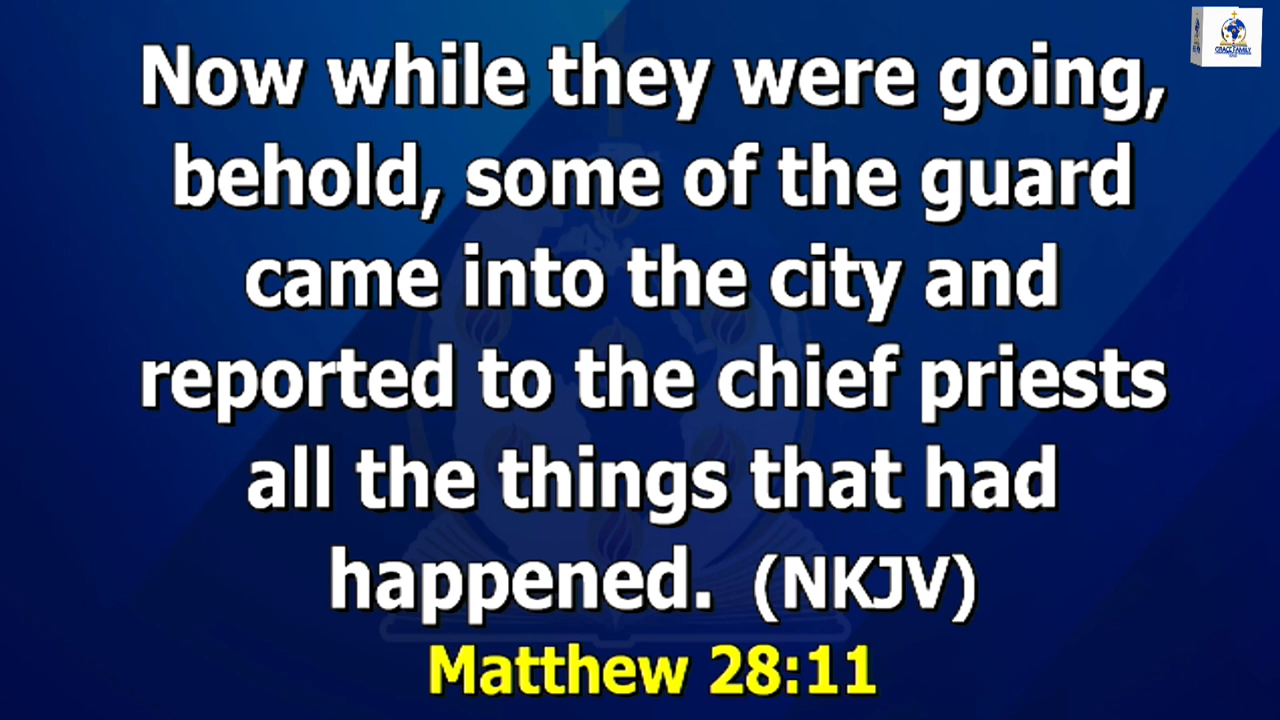 Now while they were going,
behold, some of the guard
came into the city and
reported to the chief priests
all the things that had
happened. (NKJV)
Matthew 28:11